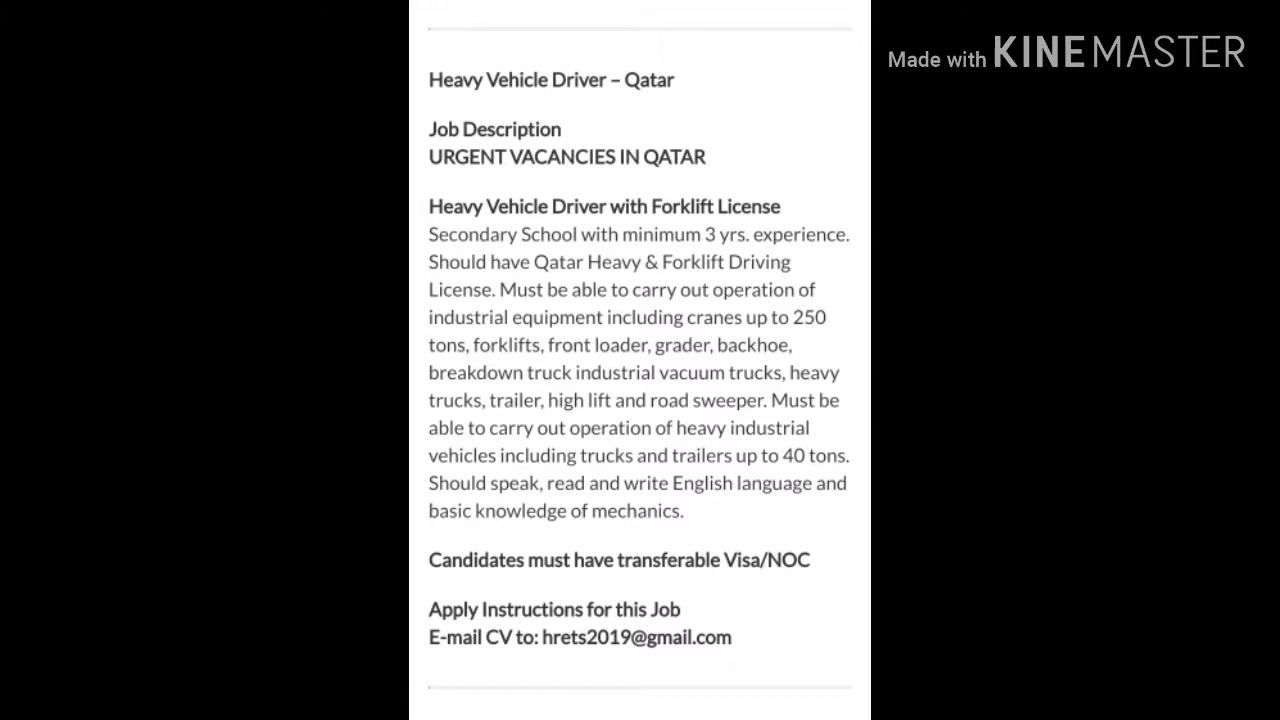 Made with KINEMASTER
Heavy Vehicle Driver – Qatar
Job Description
URGENT VACANCIES IN QATAR
Heavy Vehicle Driver with Forklift License
Secondary School with minimum 3 yrs. experience.
Should have Qatar Heavy & Forklift Driving
License. Must be able to carry out operation of
industrial equipment including cranes up to 250
tons, forklifts, front loader, grader, backhoe,
breakdown truck industrial vacuum trucks, heavy
trucks, trailer, high lift and road sweeper. Must be
able to carry out operation of heavy industrial
vehicles including trucks and trailers up to 40 tons.
Should speak, read and write English language and
basic knowledge of mechanics.
Candidates must have transferable Visa/NOC
Apply Instructions for this Job
E-mail CV to: hrets2019@gmail.com